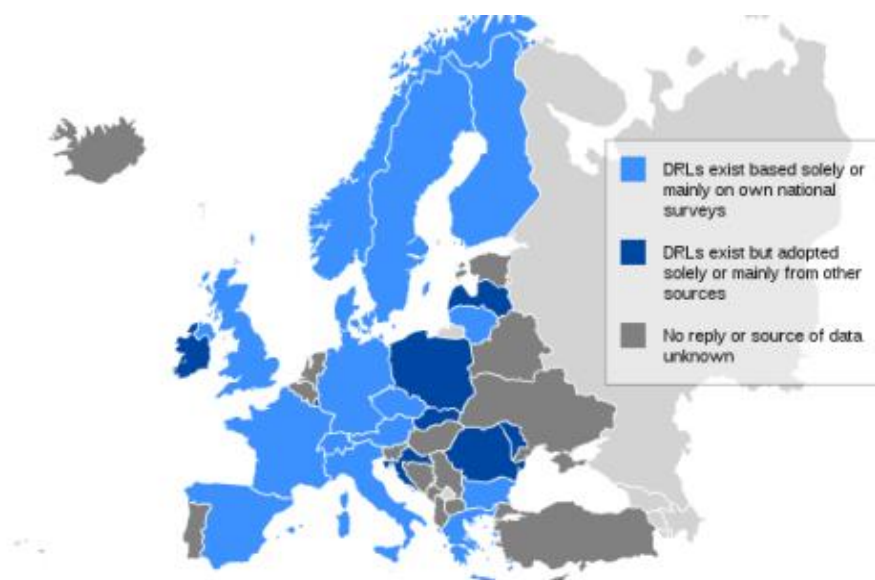 DRLs exist based solely or
mainly on own national
surveys
DRLs exist but adopted
solely or mainly from other
sources
No reply or source of data
unknown